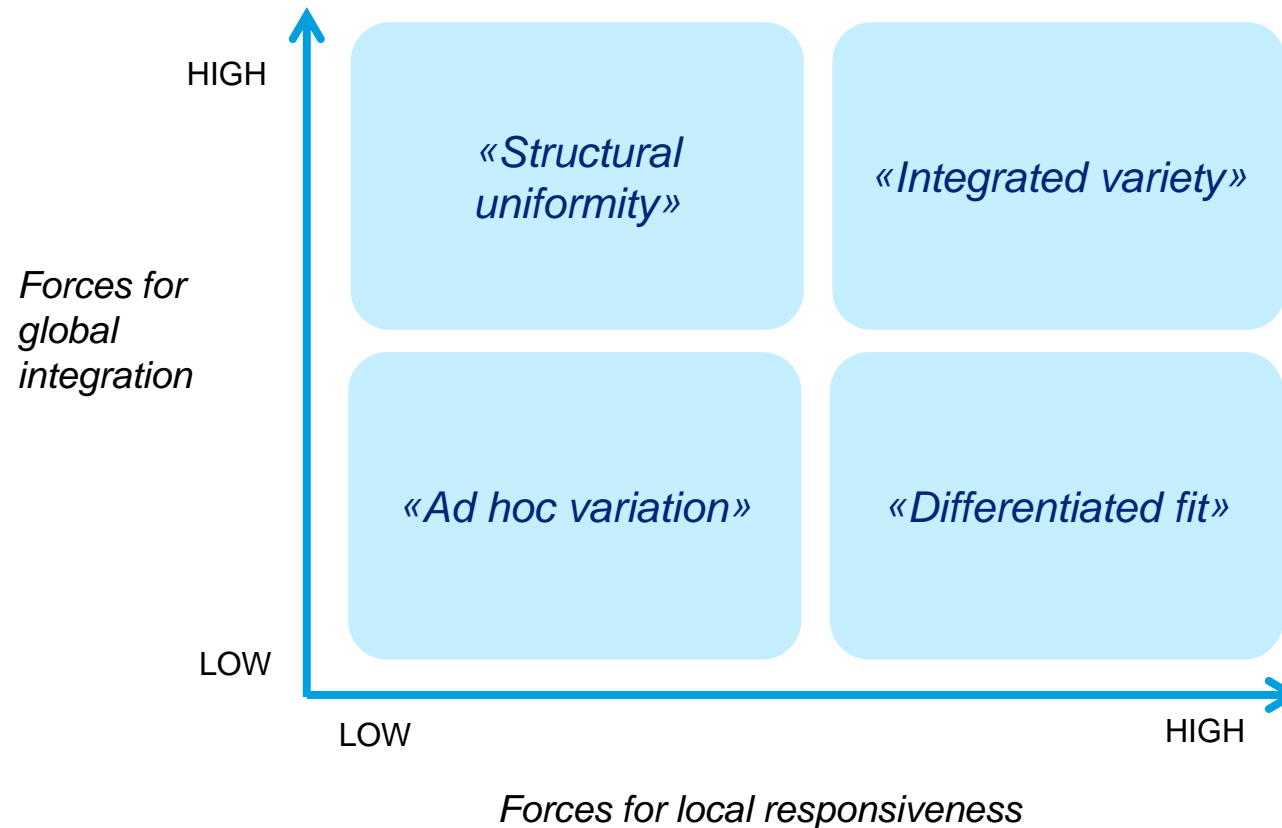 HIGH
«Structural
uniformity»
«Integrated variety»
Forces for
global
integration
«Ad hoc variation»
«Differentiated fit»
LOW
LOW
HIGH
Forces for local responsiveness